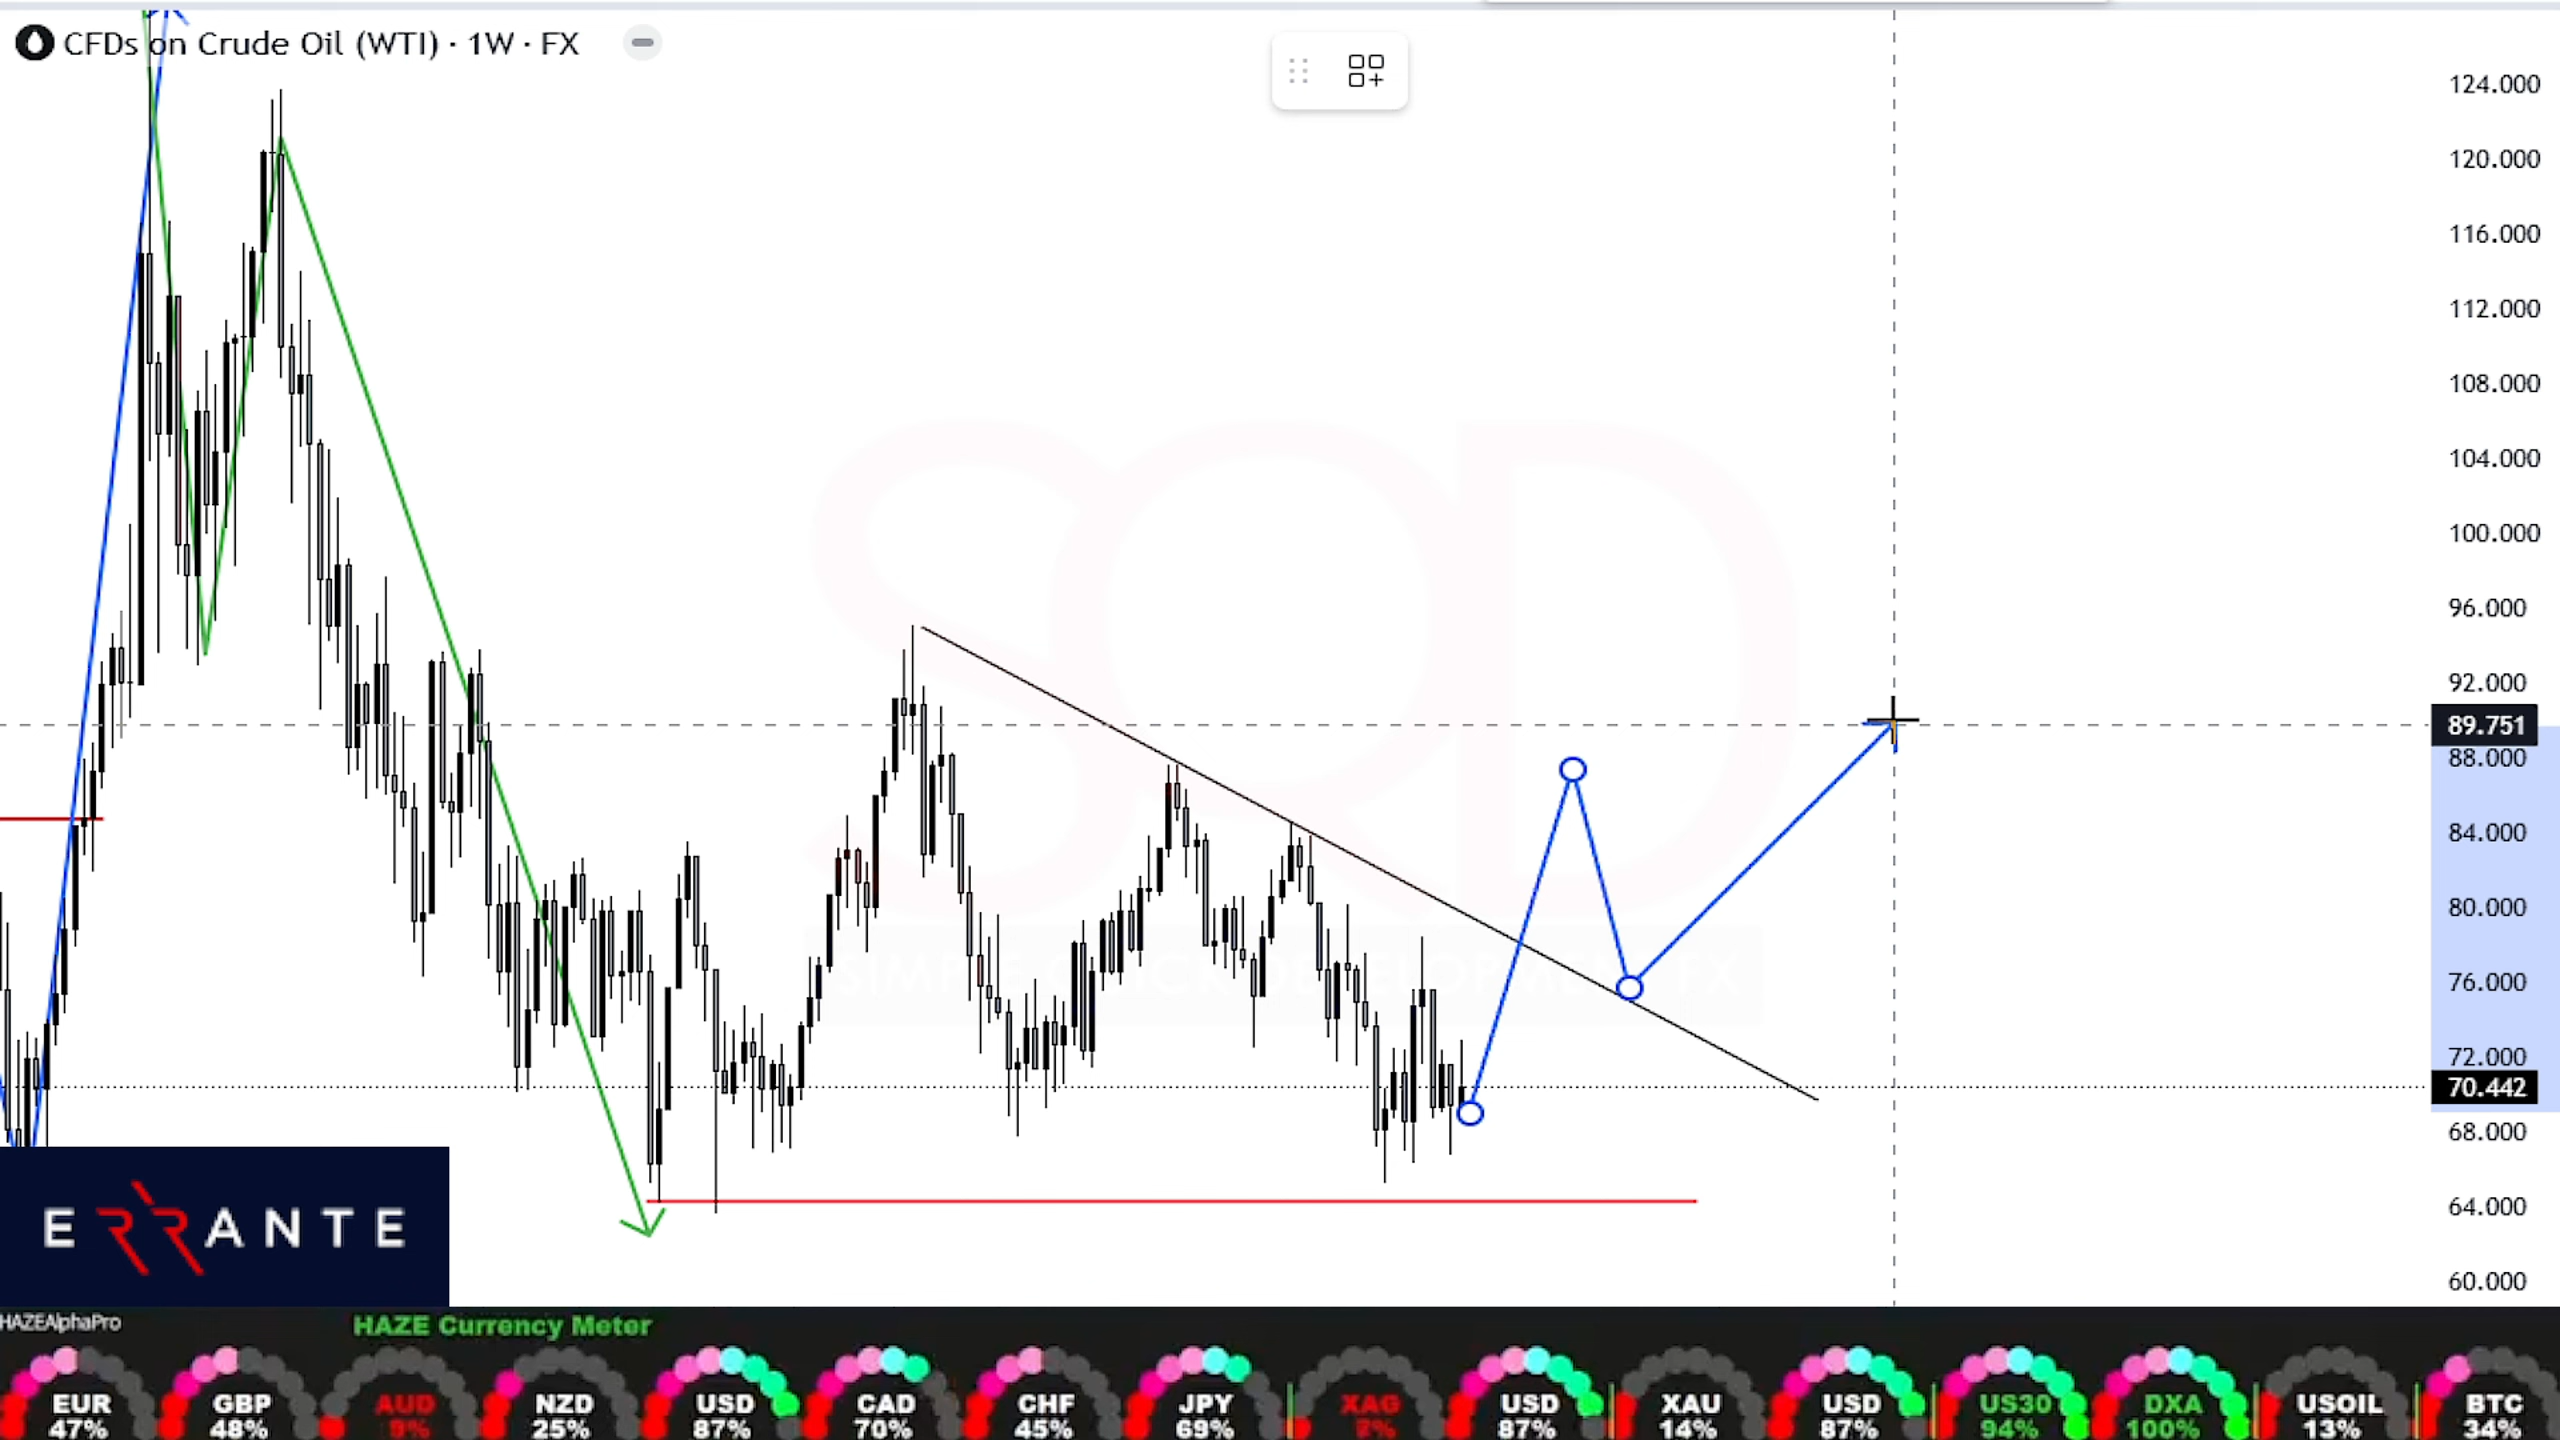 CFDs on Crude Oil (WTI) · 1W · FX
124.000
120.000
116.000
112.000
108.000
104.000
100.000
96.000
92.000
89.751
88.000
84.000
80.000
76.000
72.000
70.442
68.000
64.000
60.000
SQD
ERRANTE
HAZEAlphaPro
HAZE Currency Meter
EUR
47%
GBP
48%
AUD
9%
NZD
25%
USD
87%
CAD
70%
CHF
45%
JPY
69%
XAG
7%
USD
87%
XAU
14%
USD
87%
US30
94%
DXA
100%
USOIL
13%
BTC
34%